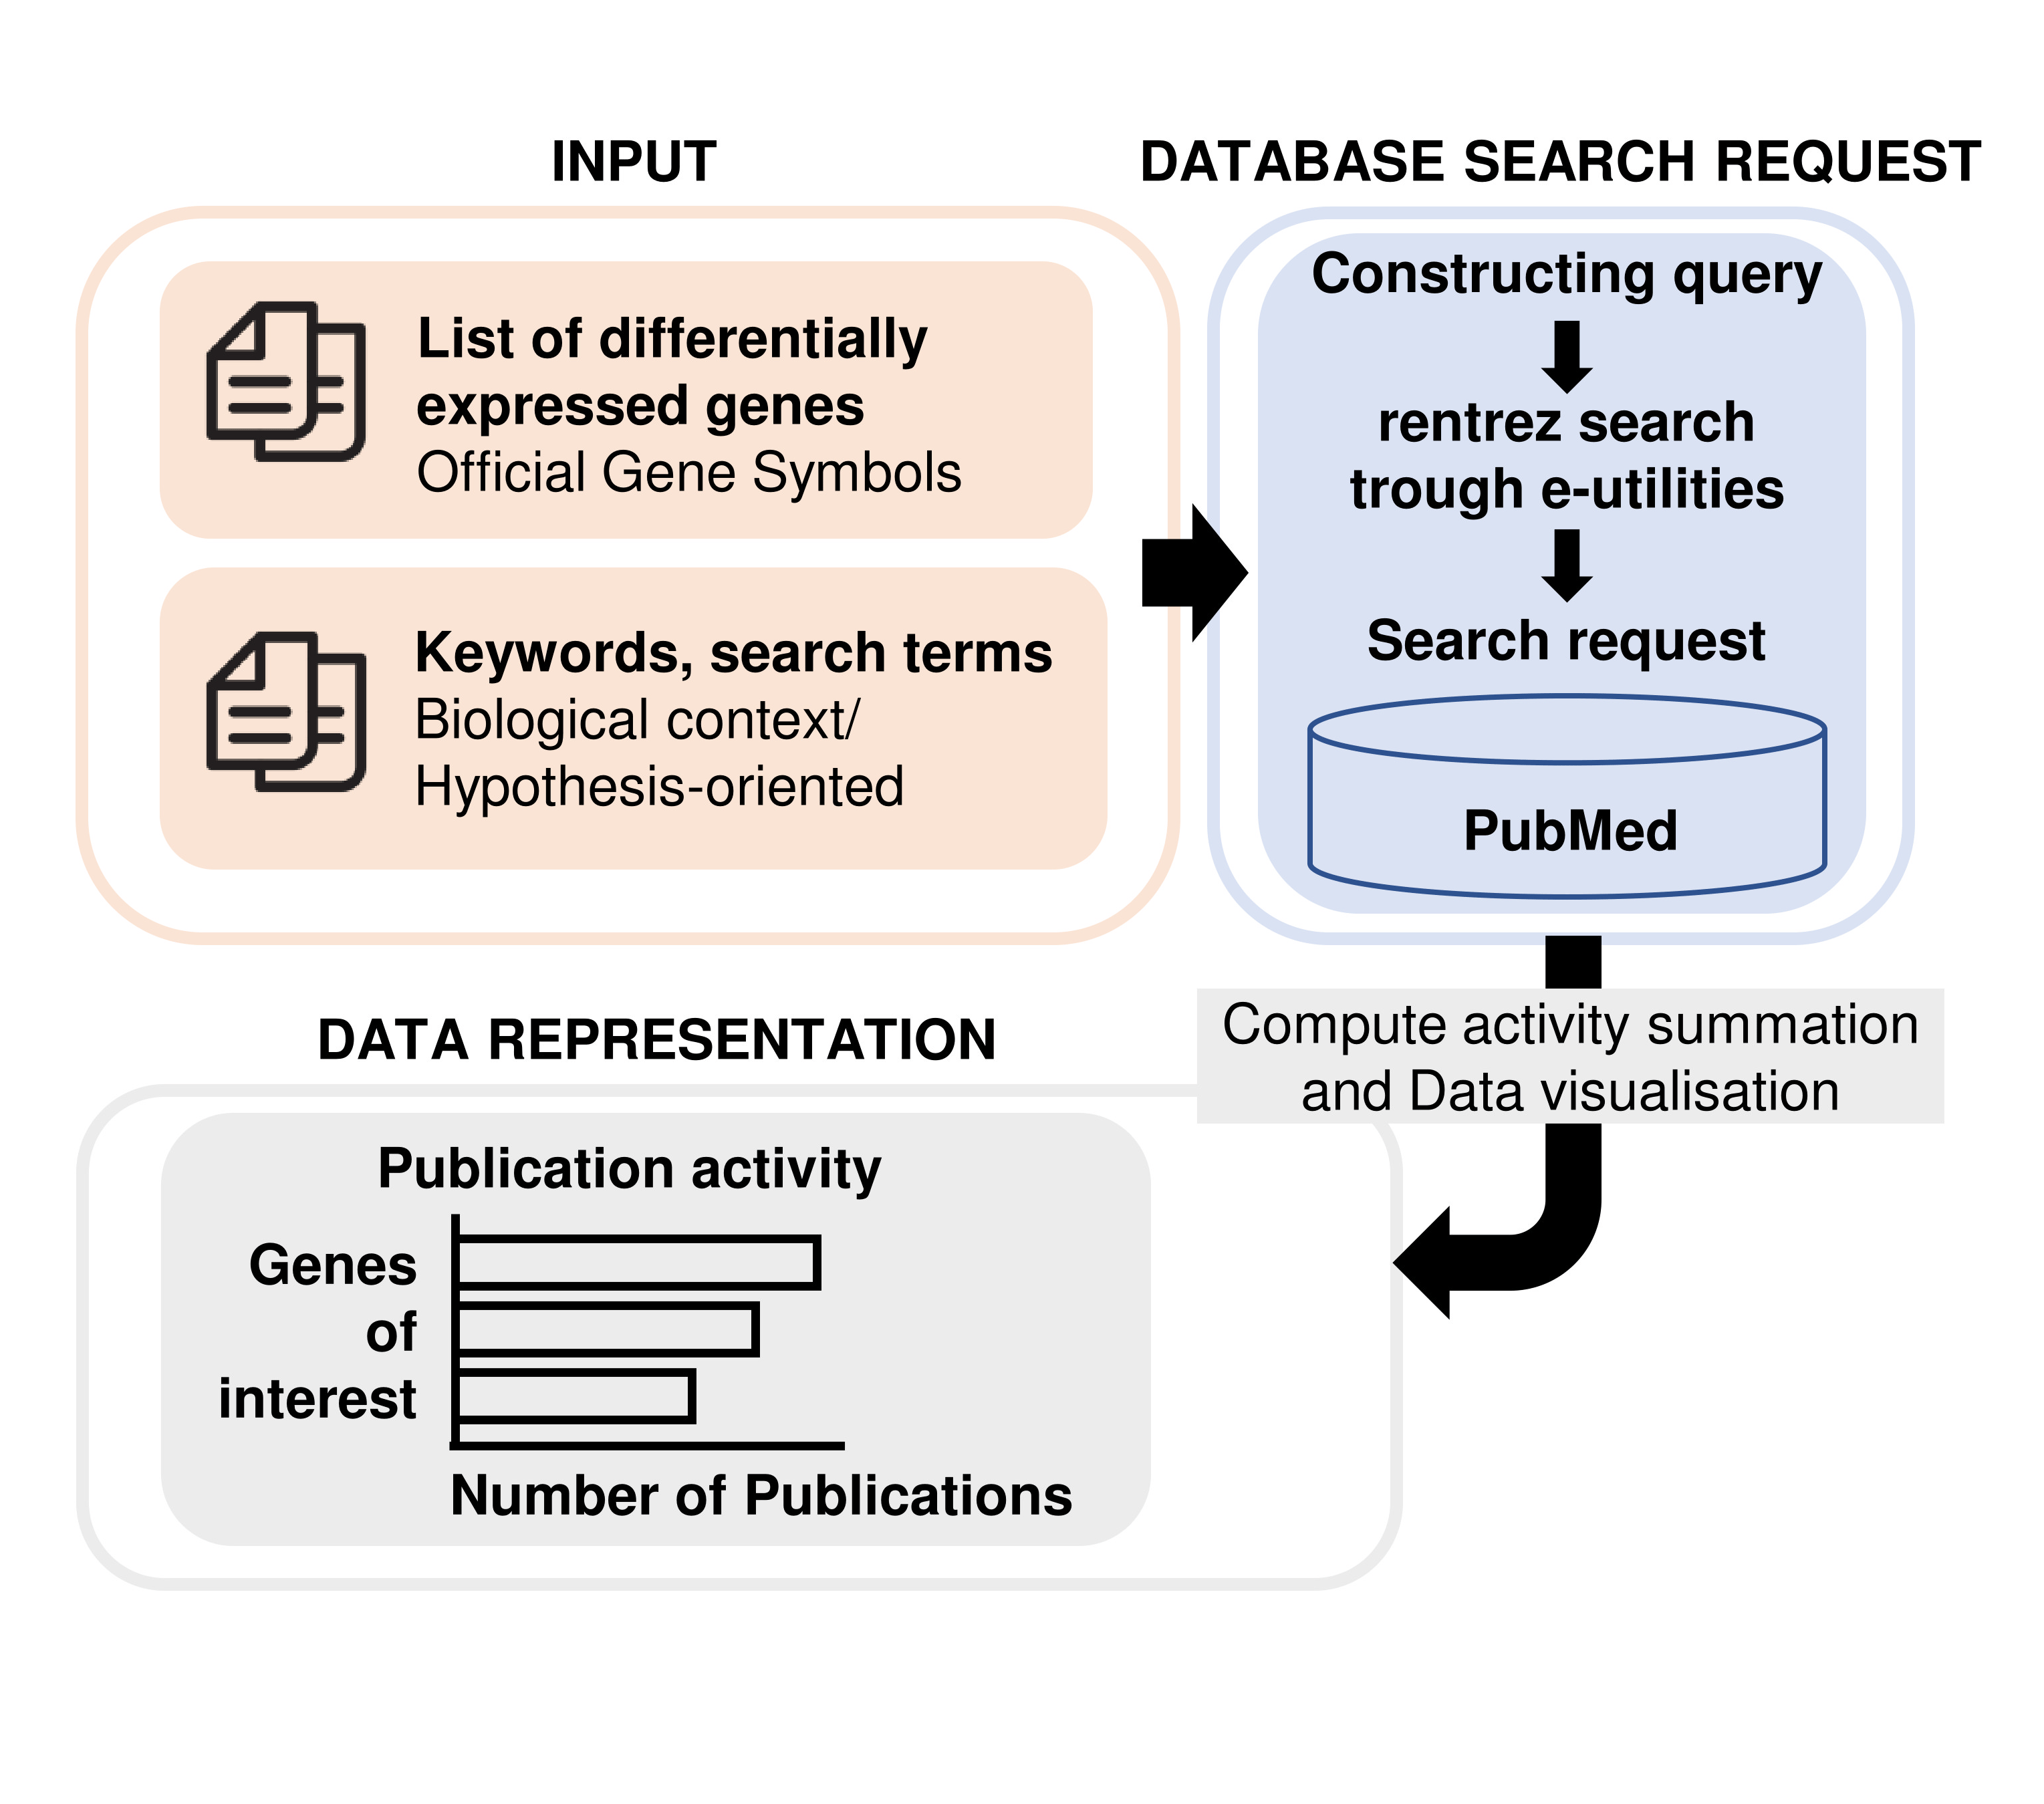 INPUT
List of differentially
expressed genes
Official Gene Symbols
Keywords, search terms
Biological context/
Hypothesis-oriented
DATABASE SEARCH REQUEST
Constructing query
rentrez search
trough e-utilities
Search request
PubMed
Compute activity summation
and Data visualisation
DATA REPRESENTATION
Publication activity
Genes
of
interest
Number of Publications